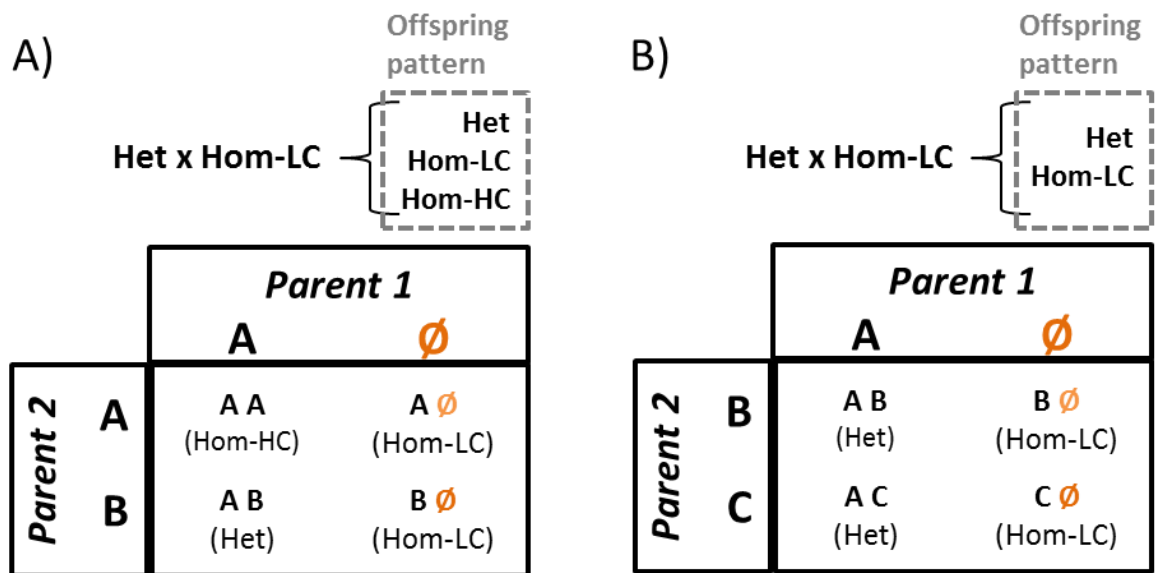 A)
Offspring
pattern
Het x Hom-LC
Het
Hom-LC
Hom-HC
Parent 1
A Ø
Parent 2
A
A A A Ø
(Hom-HC) (Hom-LC)
B
A B B Ø
(Het) (Hom-LC)
B)
Offspring
pattern
Het x Hom-LC
Het
Hom-LC
Parent 1
A Ø
Parent 2
B
A B B Ø
(Het) (Hom-LC)
C
A C C Ø
(Het) (Hom-LC)